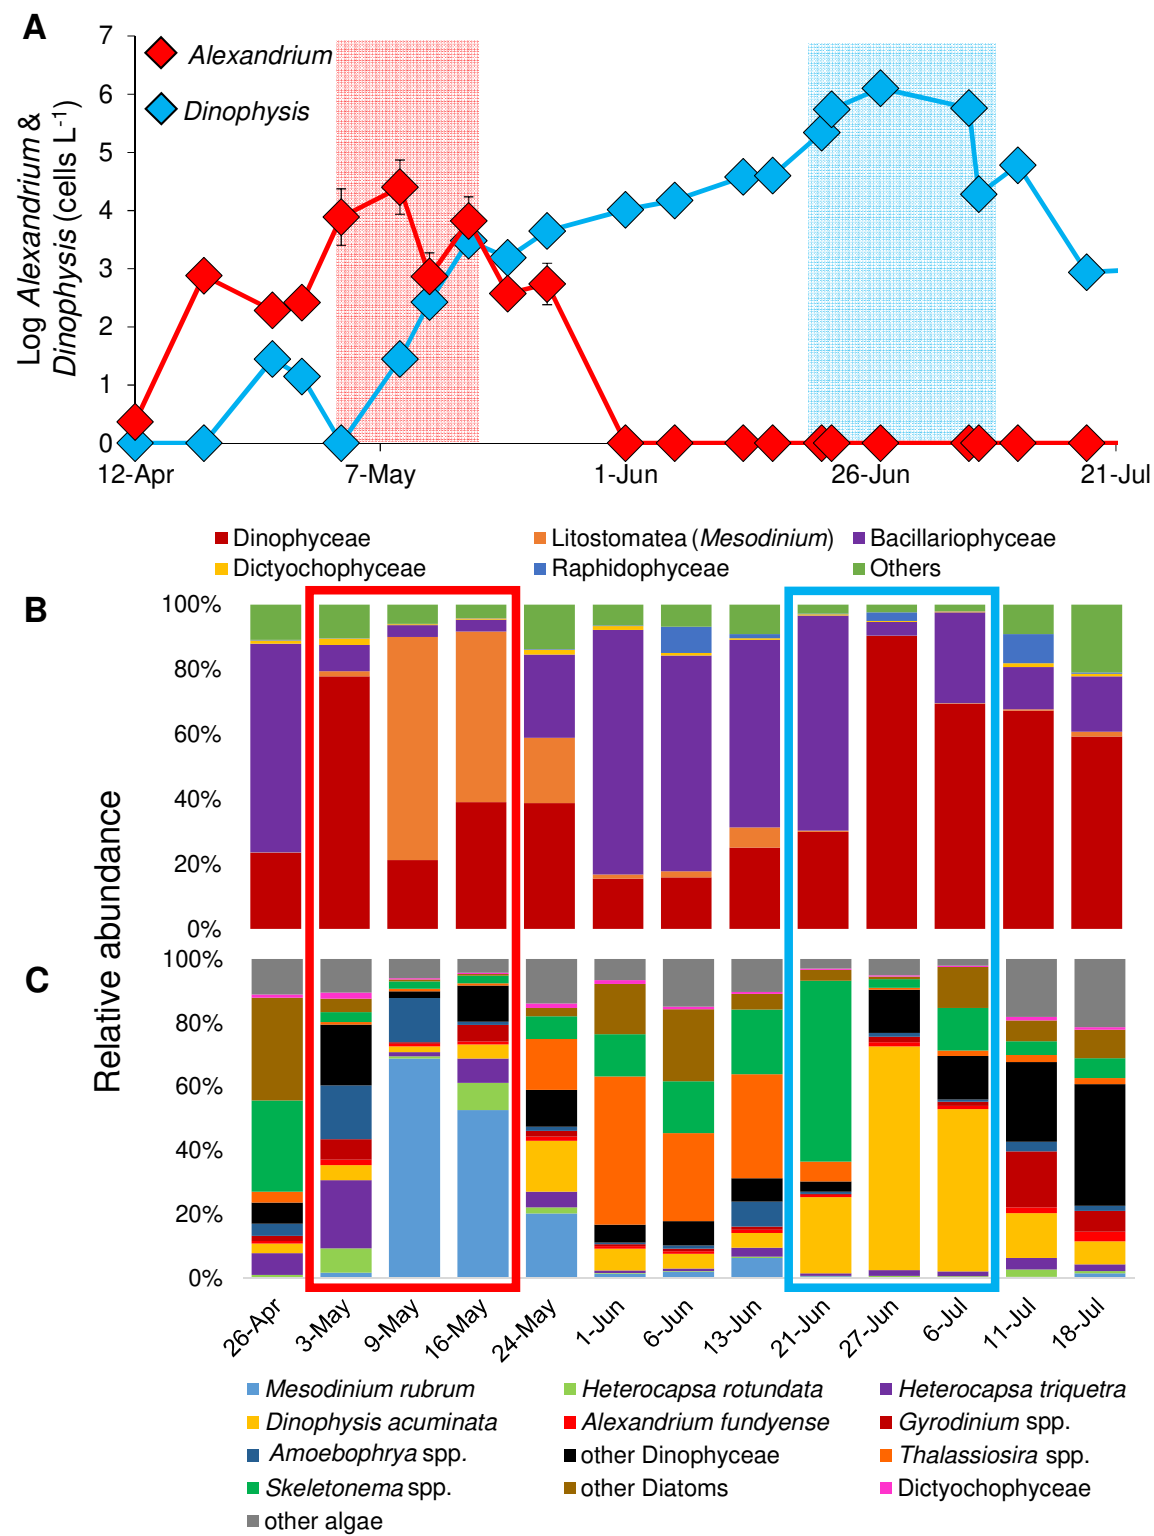 A
Log Alexandrium &
Dinophysis (cells L-1)
7
6
5
4
3
2
1
0
Alexandrium
Dinophysis
12-Apr
7-May
1-Jun
26-Jun
21-Jul
Dinophyceae
Litostomatea (Mesodinium)
Bacillariophyceae
Dictyochophyceae
Raphidophyceae
Others
B
100%
80%
60%
40%
20%
0%
Relative abundance
C
100%
80%
60%
40%
20%
0%
26-Apr
3-May
9-May
16-May
24-May
1-Jun
6-Jun
13-Jun
21-Jun
27-Jun
6-Jul
11-Jul
18-Jul
Mesodinium rubrum
Heterocapsa rotundata
Heterocapsa triquetra
Dinophysis acuminata
Alexandrium fundyense
Gyrodinium spp.
Amoebophrya spp.
other Dinophyceae
Thalassiosira spp.
Skeletonema spp.
other Diatoms
Dictyochophyceae
other algae